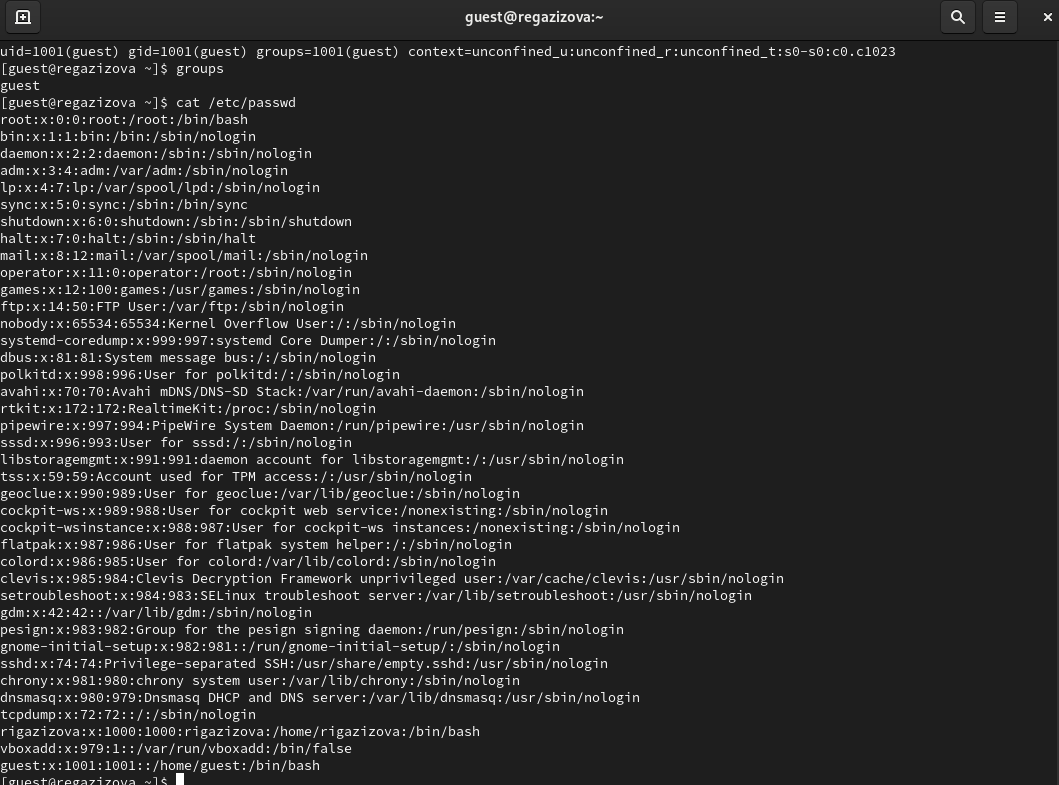 guest@regazizova:~
uid=1001(guest) gid=1001(guest) groups=1001(guest) context=unconfined_u:unconfined_r:unconfined_t:s0-s0:c0.c1023
[guest@regazizova ~]$ groups
guest
[guest@regazizova ~]$ cat /etc/passwd
root:x:0:0:root:/root:/bin/bash
bin:x:1:1:bin:/bin:/sbin/nologin
daemon:x:2:2:daemon:/sbin:/sbin/nologin
adm:x:3:4:adm:/var/adm:/sbin/nologin
lp:x:4:7:lp:/var/spool/lpd:/sbin/nologin
sync:x:5:0:sync:/sbin:/bin/sync
shutdown:x:6:0:shutdown:/sbin:/sbin/shutdown
halt:x:7:0:halt:/sbin:/sbin/halt
mail:x:8:12:mail:/var/spool/mail:/sbin/nologin
operator:x:11:0:operator:/root:/sbin/nologin
games:x:12:100:games:/usr/games:/sbin/nologin
ftp:x:14:50:FTP User:/var/ftp:/sbin/nologin
nobody:x:65534:65534:Kernel Overflow User:/:/sbin/nologin
systemd-coredump:x:999:997:systemd Core Dumper:/:/sbin/nologin
dbus:x:81:81:System message bus:/:/sbin/nologin
polkitd:x:998:996:User for polkitd:/:/sbin/nologin
avahi:x:70:70:Avahi mDNS/DNS-SD Stack:/var/run/avahi-daemon:/sbin/nologin
rtkit:x:172:172:RealtimeKit:/proc:/sbin/nologin
pipewire:x:997:994:PipeWire System Daemon:/run/pipewire:/usr/sbin/nologin
sssd:x:996:993:User for sssd:/:/sbin/nologin
libstoragemgmt:x:991:991:daemon account for libstoragemgmt:/:/usr/sbin/nologin
tss:x:59:59:Account used for TPM access:/:/usr/sbin/nologin
geoclue:x:990:989:User for geoclue:/var/lib/geoclue:/sbin/nologin
cockpit-ws:x:989:988:User for cockpit web service:/nonexisting:/sbin/nologin
cockpit-wsinstance:x:988:987:User for cockpit-ws instances:/nonexisting:/sbin/nologin
flatpak:x:987:986:User for flatpak system helper:/:/sbin/nologin
colord:x:986:985:User for colord:/var/lib/colord:/sbin/nologin
clevis:x:985:984:Clevis Decryption Framework unprivileged user:/var/cache/clevis:/usr/sbin/nologin
setroubleshoot:x:984:983:SELinux troubleshoot server:/var/lib/setroubleshoot:/usr/sbin/nologin
gdm:x:42:42::/var/lib/gdm:/sbin/nologin
pesign:x:983:982:Group for the pesign signing daemon:/run/pesign:/sbin/nologin
gnome-initial-setup:x:982:981::/run/gnome-initial-setup/:/sbin/nologin
sshd:x:74:74:Privilege-separated SSH:/usr/share/empty.sshd:/usr/sbin/nologin
chrony:x:981:980:chrony system user:/var/lib/chrony:/sbin/nologin
dnsmasq:x:980:979:Dnsmasq DHCP and DNS server:/var/lib/dnsmasq:/usr/sbin/nologin
tcpdump:x:72:72::/:/sbin/nologin
rigazizova:x:1000:1000:rigazizova:/home/rigazizova:/bin/bash
vboxadd:x:979:1::/var/run/vboxadd:/bin/false
guest:x:1001:1001::/home/guest:/bin/bash
[guest@regazizova ~]$